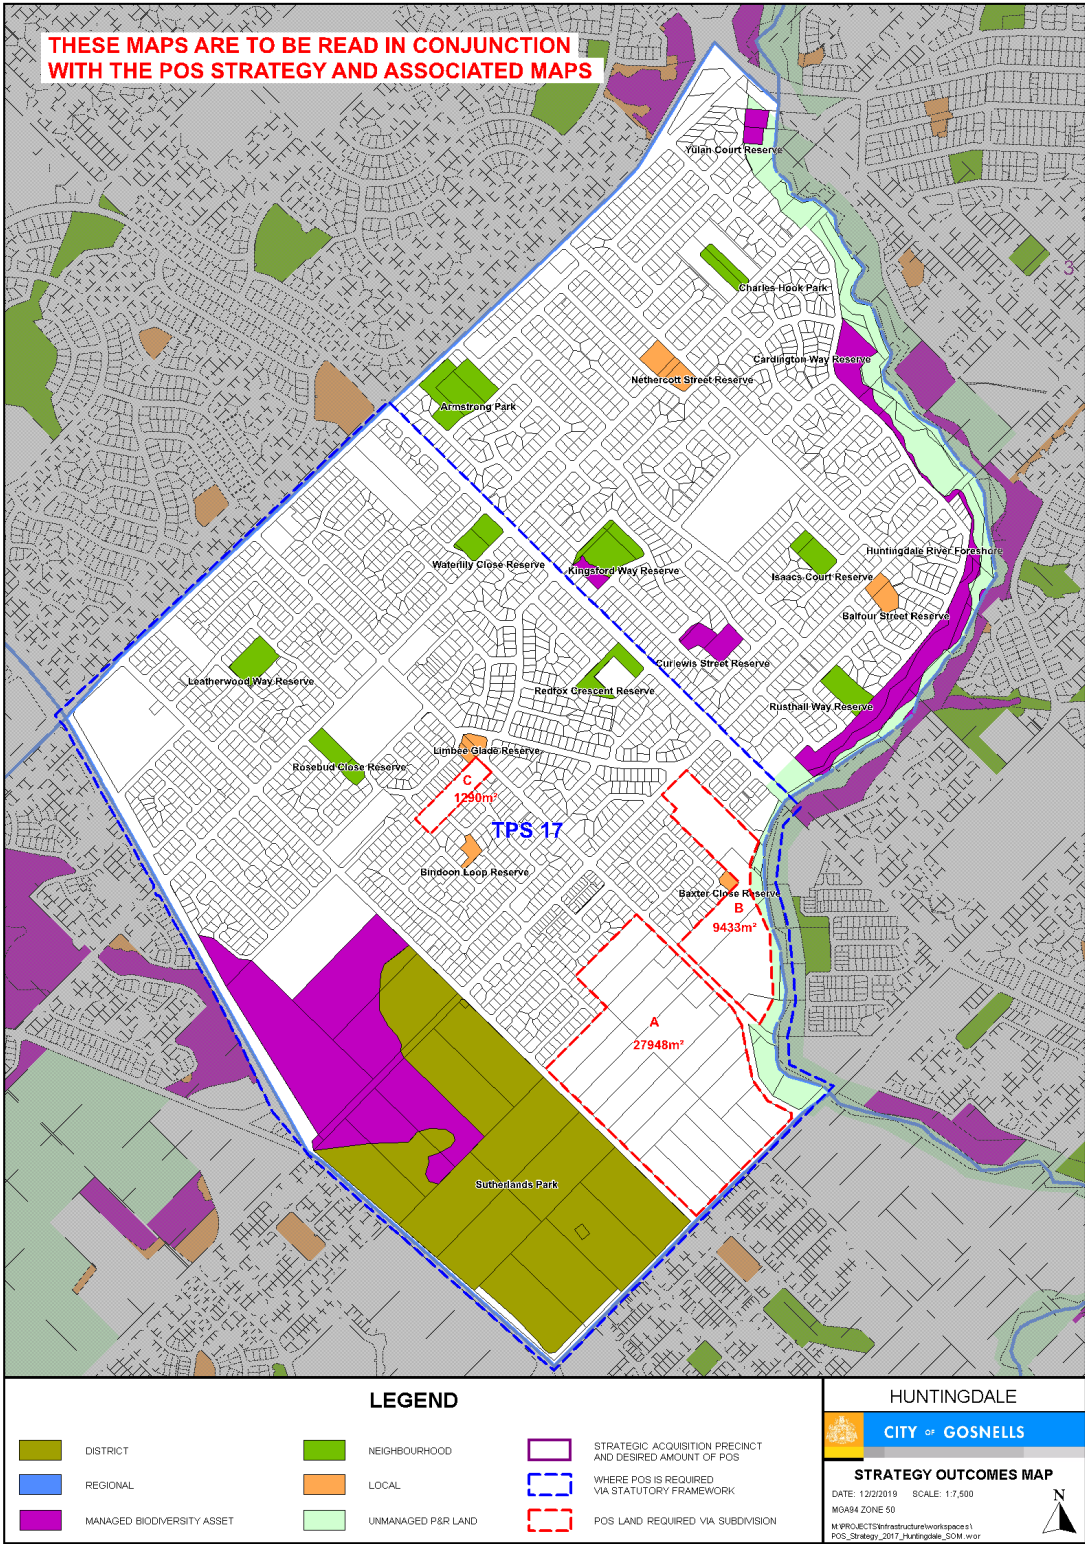 THESE MAPS ARE TO BE READ IN CONJUNCTION
WITH THE POS STRATEGY AND ASSOCIATED MAPS
Yulan Court Reserve
Charles Hook Park
3
Cardington Way Reserve
Nethercott Street Reserve
Armstrong Park
Huntingdale River Foreshore
Waterlily Close Reserve
Kingsford Way Reserve
Isaacs Court Reserve
Balfour Street Reserve
Curlewis Street Reserve
Leatherwood Way Reserve
Redfox Crescent Reserve
Rusthall Way Reserve
Limbee Glade Reserve
Rosebud Close Reserve
C
1290m²
TPS 17
Bindoon Loop Reserve
Baxter Close Reserve
B
9433m²
A
27948m²
Sutherlands Park
LEGEND
DISTRICT
REGIONAL
MANAGED BIODIVERSITY ASSET
NEIGHBOURHOOD
LOCAL
UNMANAGED P&R LAND
STRATEGIC ACQUISITION PRECINCT
AND DESIRED AMOUNT OF POS
WHERE POS IS REQUIRED
VIA STATUTORY FRAMEWORK
POS LAND REQUIRED VIA SUBDIVISION
HUNTINGDALE
CITY OF GOSNELLS
STRATEGY OUTCOMES MAP
DATE: 12/2/2019 SCALE: 1:7,500
MGA94 ZONE 50
N
M:\PROJECTS\Infrastructure\workspaces\
POS_Strategy_2017_Huntingdale_SOM.wor